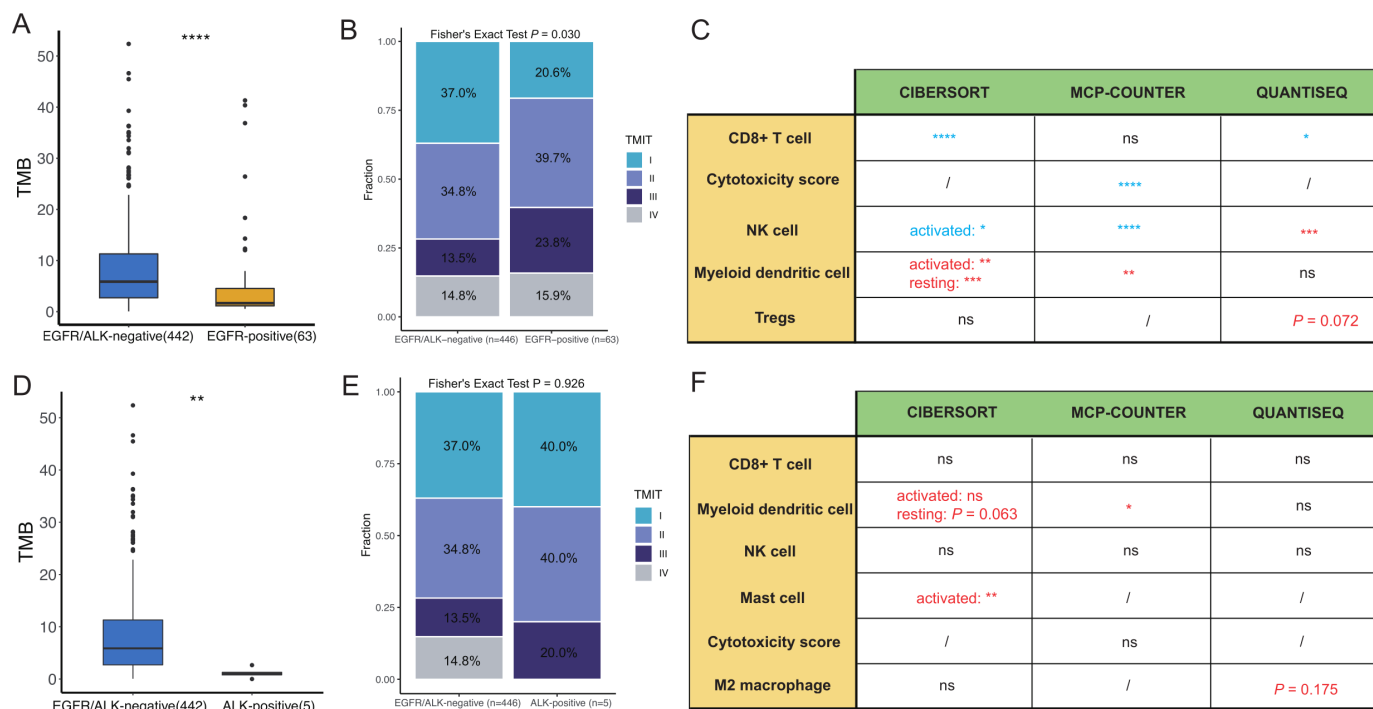 A
****
TMB
50
40
30
20
10
0
EGFR/ALK-negative(442) EGFR-positive(63)
B
Fisher's Exact Test P = 0.030
Fraction
1.00
0.75
0.50
0.25
0.00
37.0%
34.8%
13.5%
14.8%
20.6%
39.7%
23.8%
15.9%
EGFR/ALK−negative (n=446) EGFR−positive (n=63)
TMIT
I
II
III
IV
C
CIBERSORT MCP-COUNTER QUANTISEQ
CD8+ T cell **** ns *
Cytotoxicity score / **** /
NK cell activated: * **** ***
Myeloid dendritic cell activated: ** ** ns
resting: ***
Tregs ns / P = 0.072
D
**
TMB
50
40
30
20
10
0
EGFR/ALK-negative(442) ALK-positive(5)
E
Fisher's Exact Test P = 0.926
Fraction
1.00
0.75
0.50
0.25
0.00
37.0%
34.8%
13.5%
14.8%
40.0%
40.0%
20.0%
EGFR/ALK-negative (n=446) ALK-positive (n=5)
TMIT
I
II
III
IV
F
CIBERSORT MCP-COUNTER QUANTISEQ
CD8+ T cell ns ns ns
Myeloid dendritic cell activated: ns * ns
resting: P = 0.063
NK cell ns ns ns
Mast cell activated: ** / /
Cytotoxicity score / ns /
M2 macrophage ns / P = 0.175